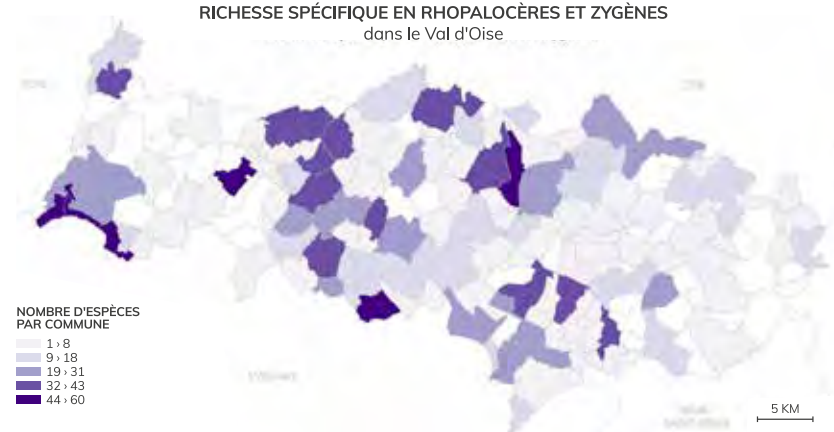 RICHESSE SPÉCIFIQUE EN RHOPALOCÈRES ET ZYGÈNES
dans le Val d'Oise
NOMBRE D'ESPÈCES
PAR COMMUNE
1 › 8
9 › 18
19 › 31
32 › 43
44 › 60
YVELINES
5 KM